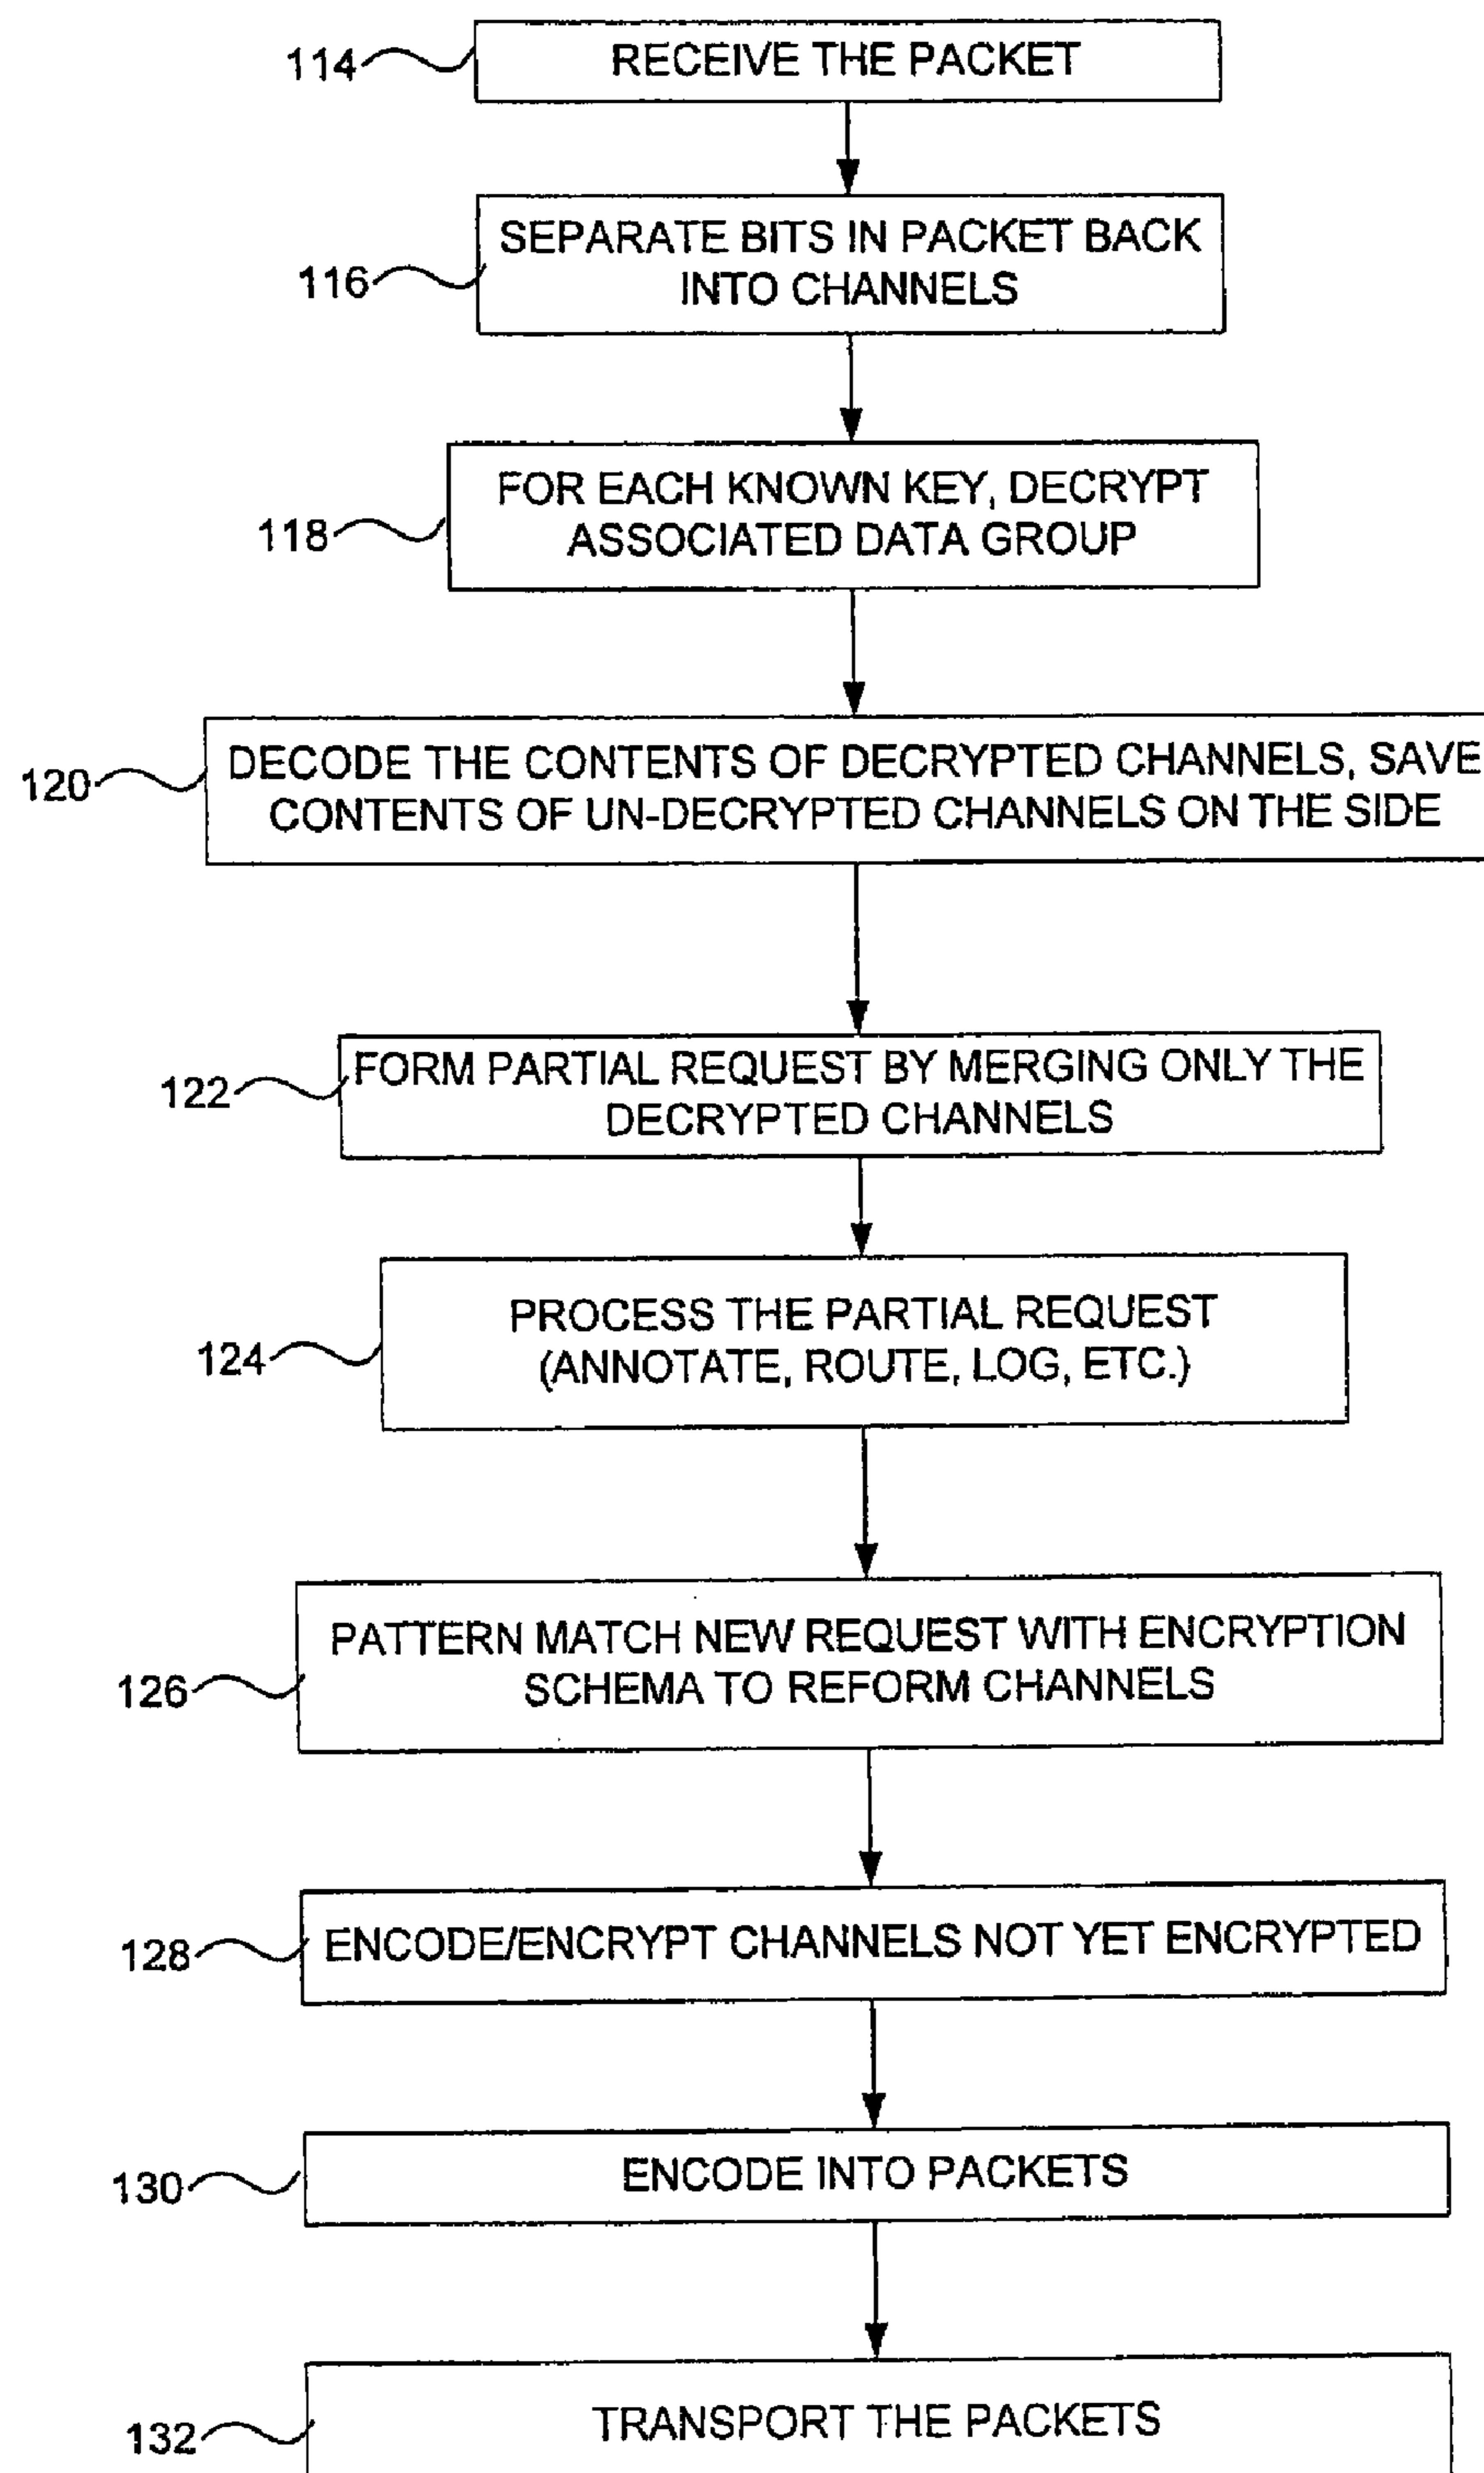 114
RECEIVE THE PACKET
116
SEPARATE BITS IN PACKET BACK
INTO CHANNELS
118
FOR EACH KNOWN KEY, DECRYPT
ASSOCIATED DATA GROUP
120
DECODE THE CONTENTS OF DECRYPTED CHANNELS, SAVE
CONTENTS OF UN-DECRYPTED CHANNELS ON THE SIDE
122
FORM PARTIAL REQUEST BY MERGING ONLY THE
DECRYPTED CHANNELS
124
PROCESS THE PARTIAL REQUEST
(ANNOTATE, ROUTE, LOG, ETC.)
126
PATTERN MATCH NEW REQUEST WITH ENCRYPTION
SCHEMA TO REFORM CHANNELS
128
ENCODE/ENCRYPT CHANNELS NOT YET ENCRYPTED
130
ENCODE INTO PACKETS
132
TRANSPORT THE PACKETS